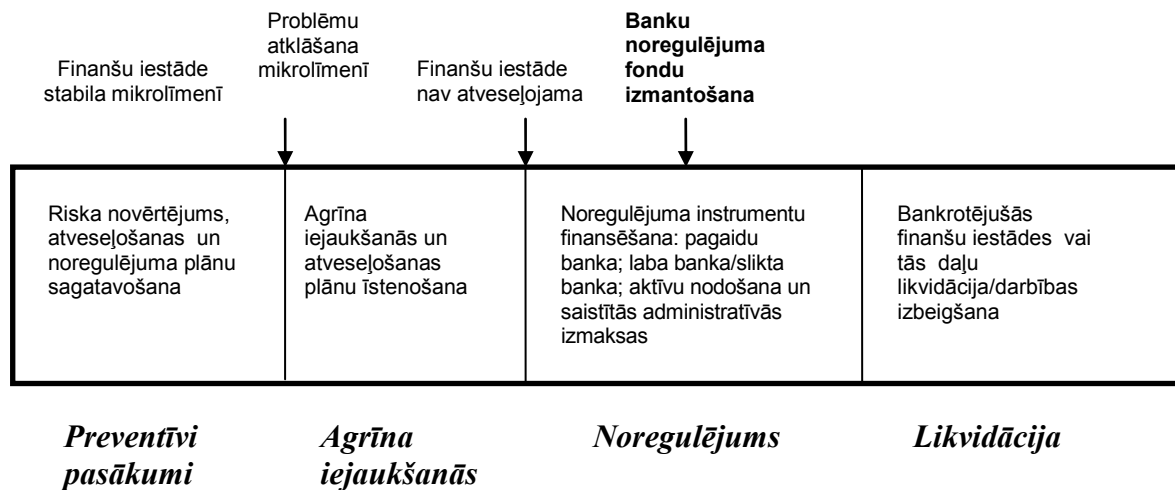 Finanšu iestāde
stabila mikrolīmenī
Problēmu
atklāšana
mikrolīmenī
Finanšu iestāde
nav atveseļojama
Banku
noregulējuma
fondu
izmantošana
Riska novērtējums,
atveseļošanas un
noregulējuma plānu
sagatavošana
Agrīna
iejaukšanās un
atveseļošanas
plānu īstenošana
Noregulējuma instrumentu
finansēšana: pagaidu
banka; laba banka/slikta
banka; aktīvu nodošana un
saistītās administratīvās
izmaksas
Bankrotējušās
finanšu iestādes vai
tās daļu
likvidācija/darbības
izbeigšana
Preventīvi
pasākumi
Agrīna
iejaukšanās
Noregulējums
Likvidācija